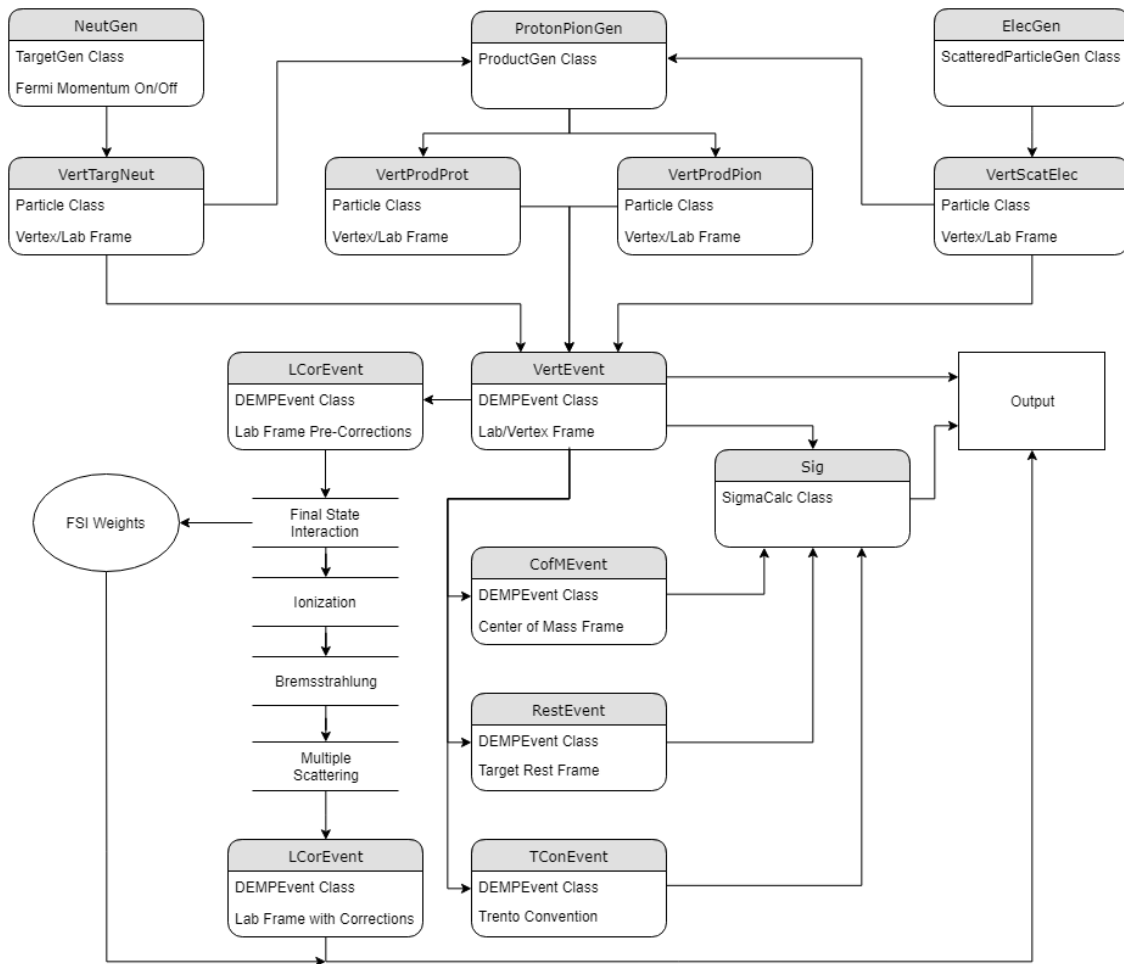 NeutGen
TargetGen Class
Fermi Momentum On/Off
ProtonPionGen
ProductGen Class
ElecGen
ScatteredParticleGen Class
VertTargNeut
Particle Class
Vertex/Lab Frame
VertProdProt
Particle Class
Vertex/Lab Frame
VertProdPion
Particle Class
Vertex/Lab Frame
VertScatElec
Particle Class
Vertex/Lab Frame
LCorEvent
DEMPEvent Class
Lab Frame Pre-Corrections
VertEvent
DEMPEvent Class
Lab/Vertex Frame
Output
Sig
SigmaCalc Class
FSI Weights
Final State
Interaction
Ionization
Bremsstrahlung
Multiple
Scattering
CofMEvent
DEMPEvent Class
Center of Mass Frame
RestEvent
DEMPEvent Class
Target Rest Frame
LCorEvent
DEMPEvent Class
Lab Frame with Corrections
TConEvent
DEMPEvent Class
Trento Convention